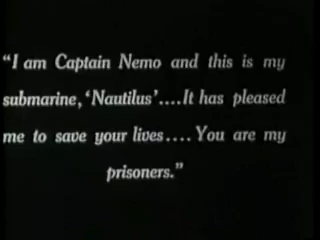 “I am Captain Nemo and this is my
submarine, ‘Nautilus’....It has pleased
me to save your lives.... You are my
prisoners.”